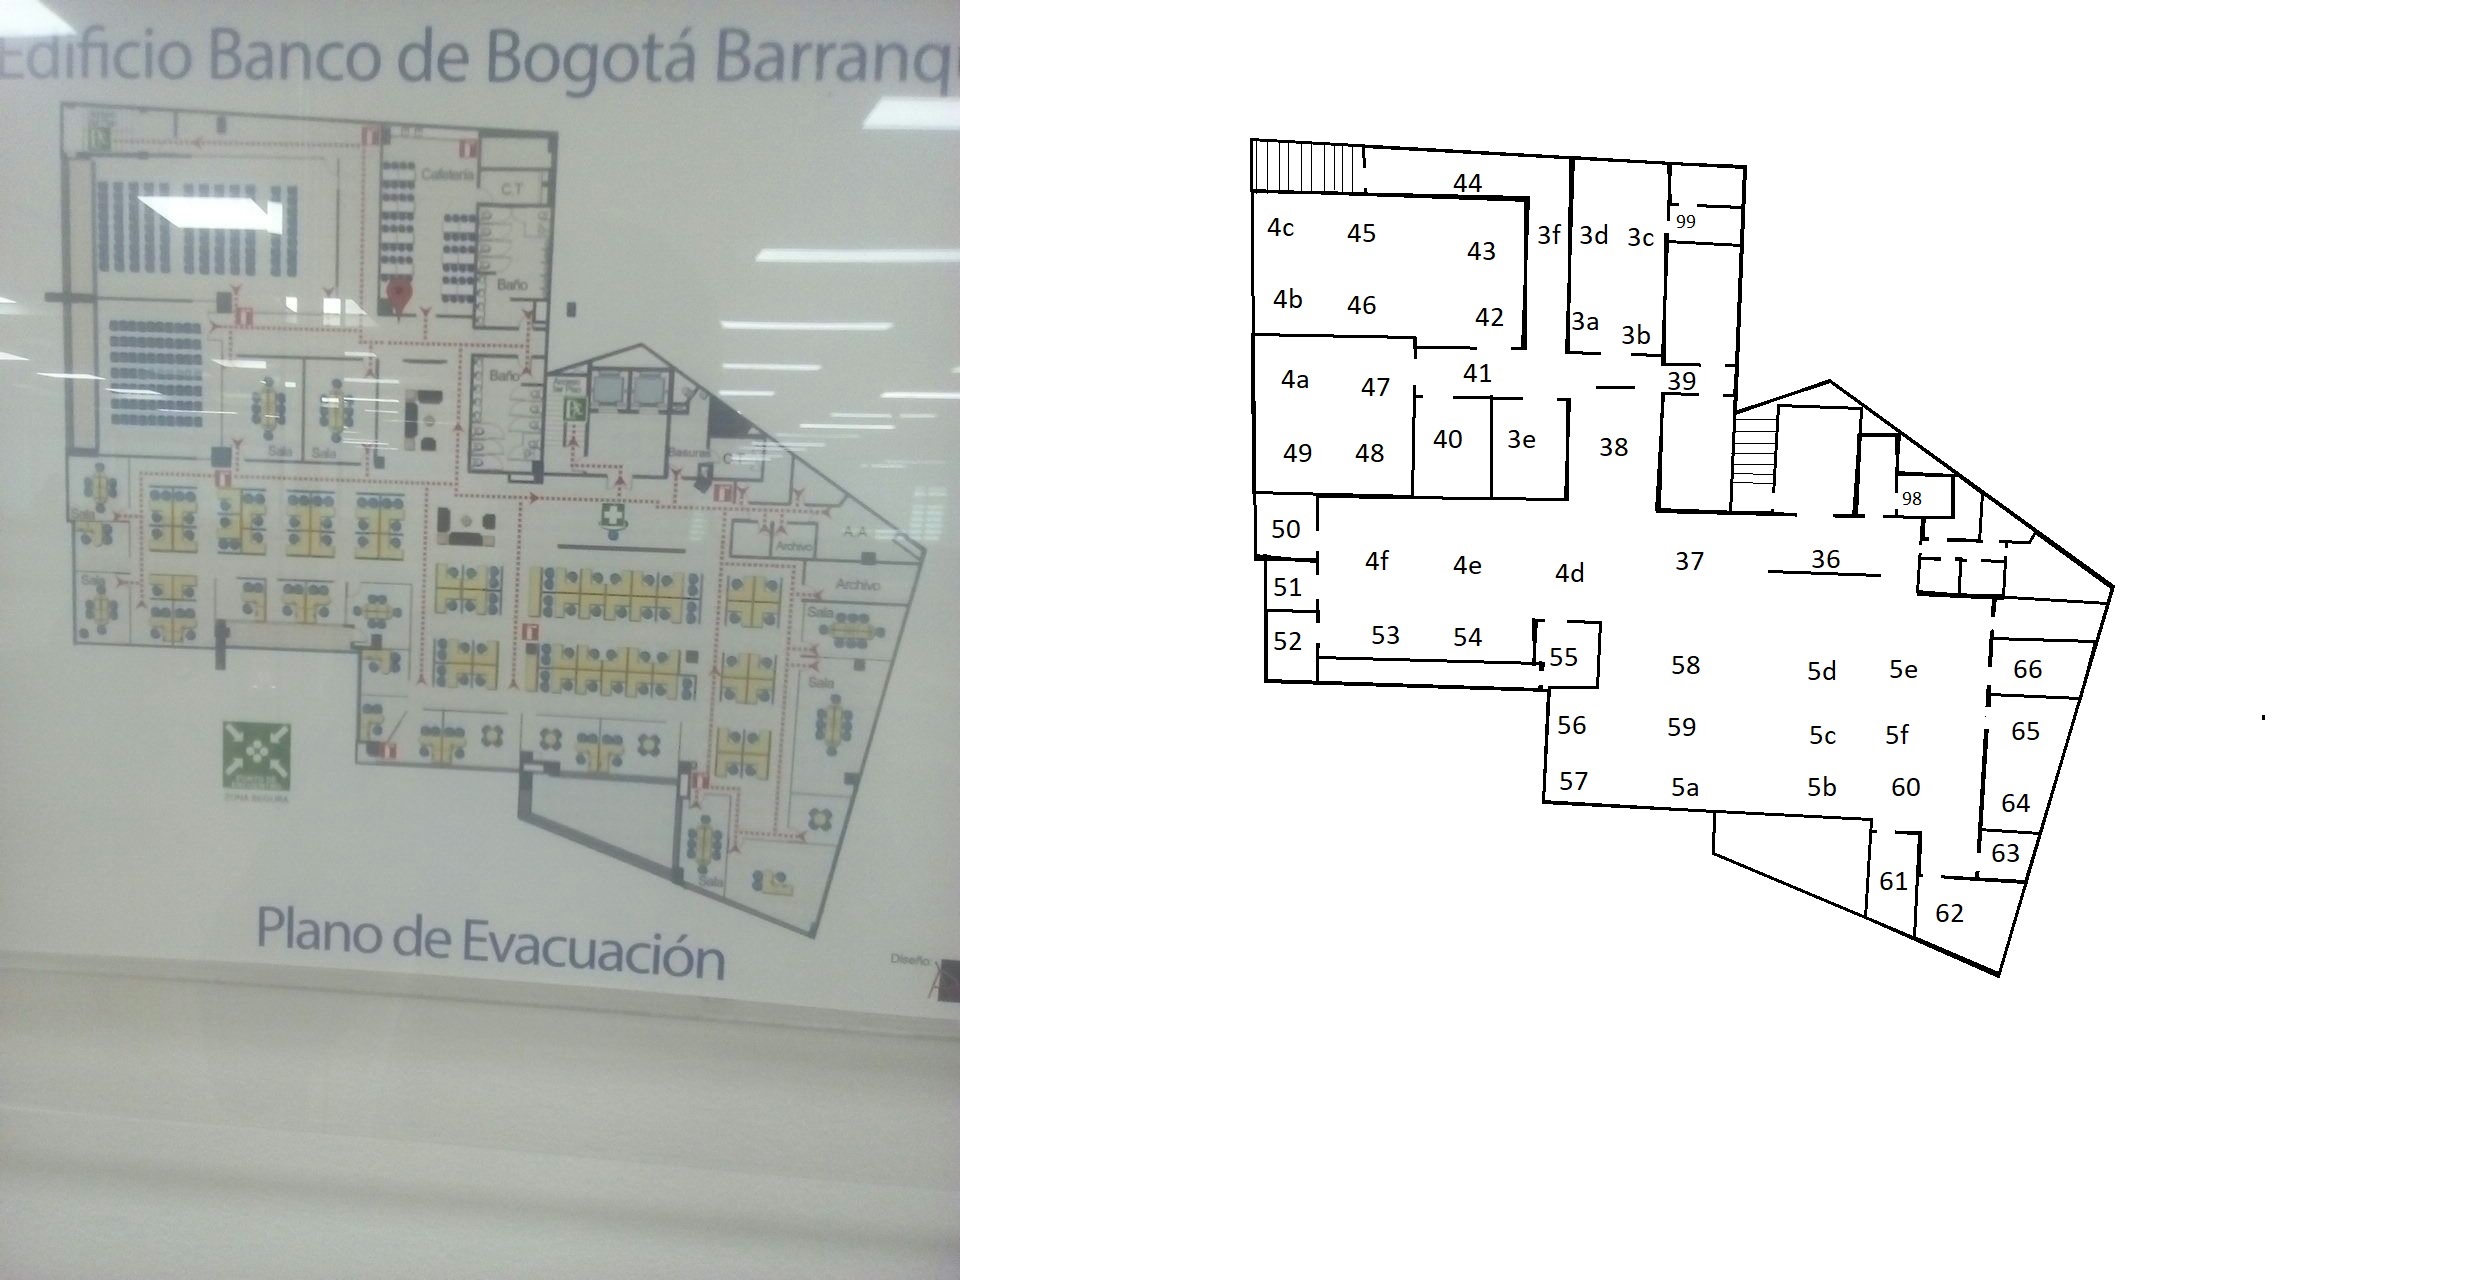 Edificio Banco de Bogotá Barranq
Cafetería
C.T
Baño
Baño
Sala
Sala
Basuras
Sala
Archivo
A.A
Sala
Archivo
Sala
Sala
ZONA SEGURA
Sala
Plano de Evacuación
Diseño:
44
4c 45 43 3f 3d 3c 99
4b 46 42 3a 3b
4a 47 41 39
49 48 40 3e 38
98
50 4f 4e 4d 37 36
51
52 53 54 55 58 5d 5e 66
56 59 5c 5f 65
57 5a 5b 60 64
63
61
62